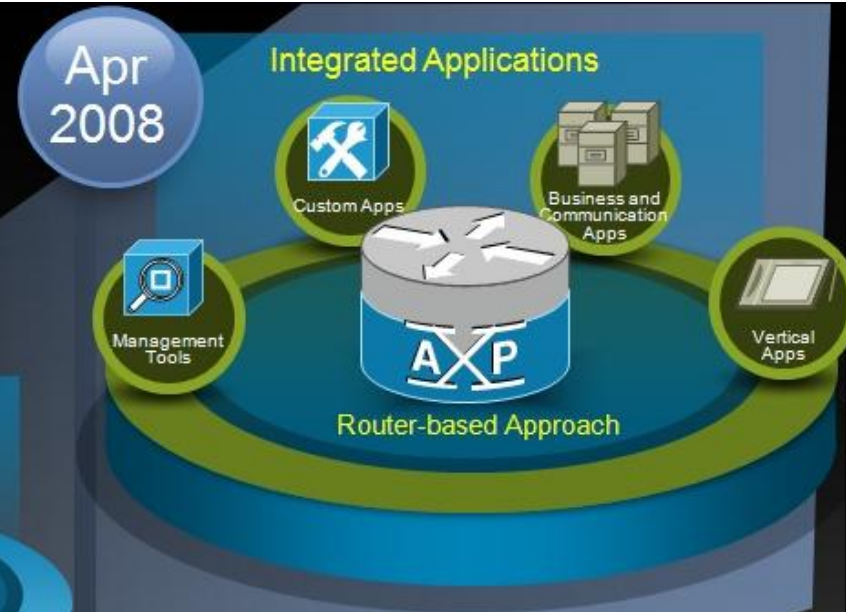 Apr
2008
Integrated Applications
Custom Apps
Business and
Communication
Apps
Management
Tools
AXP
Vertical
Apps
Router-based Approach